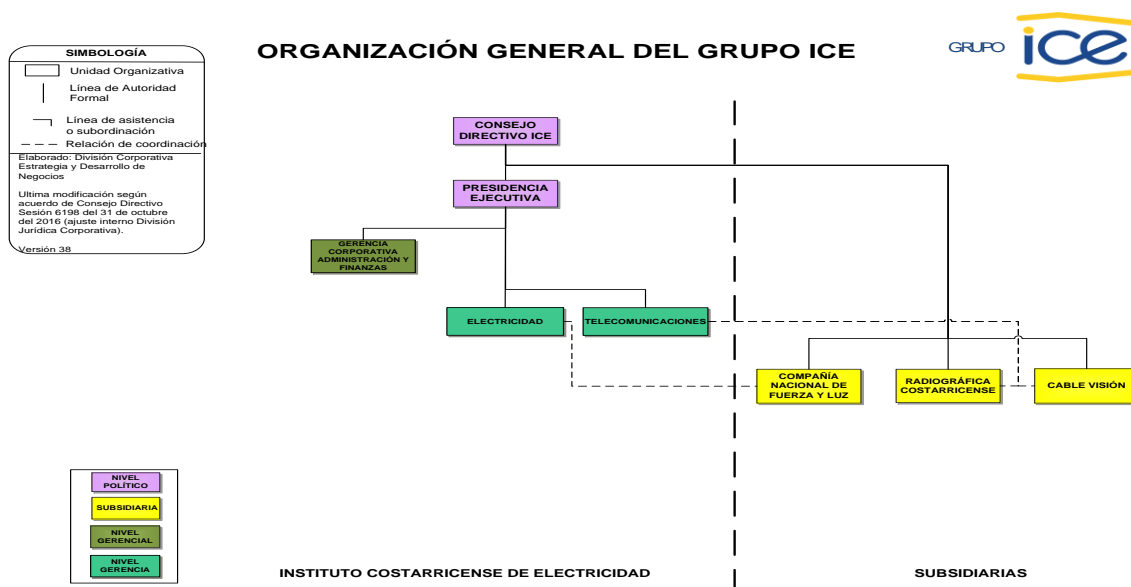 SIMBOLOGÍA
Unidad Organizativa
Línea de Autoridad
Formal
Línea de asistencia
o subordinación
Relación de coordinación
Elaborado: División Corporativa
Estrategia y Desarrollo de
Negocios
Ultima modificación según
acuerdo de Consejo Directivo
Sesión 6198 del 31 de octubre
del 2016 (ajuste interno División
Jurídica Corporativa).
Versión 38
ORGANIZACIÓN GENERAL DEL GRUPO ICE
GRUPO
ice
CONSEJO
DIRECTIVO ICE
PRESIDENCIA
EJECUTIVA
GERENCIA
CORPORATIVA
ADMINISTRACIÓN Y
FINANZAS
ELECTRICIDAD
TELECOMUNICACIONES
COMPAÑÍA
NACIONAL DE
FUERZA Y LUZ
RADIOGRÁFICA
COSTARRICENSE
CABLE VISIÓN
NIVEL
POLÍTICO
SUBSIDIARIA
NIVEL
GERENCIAL
NIVEL
GERENCIA
INSTITUTO COSTARRICENSE DE ELECTRICIDAD
SUBSIDIARIAS